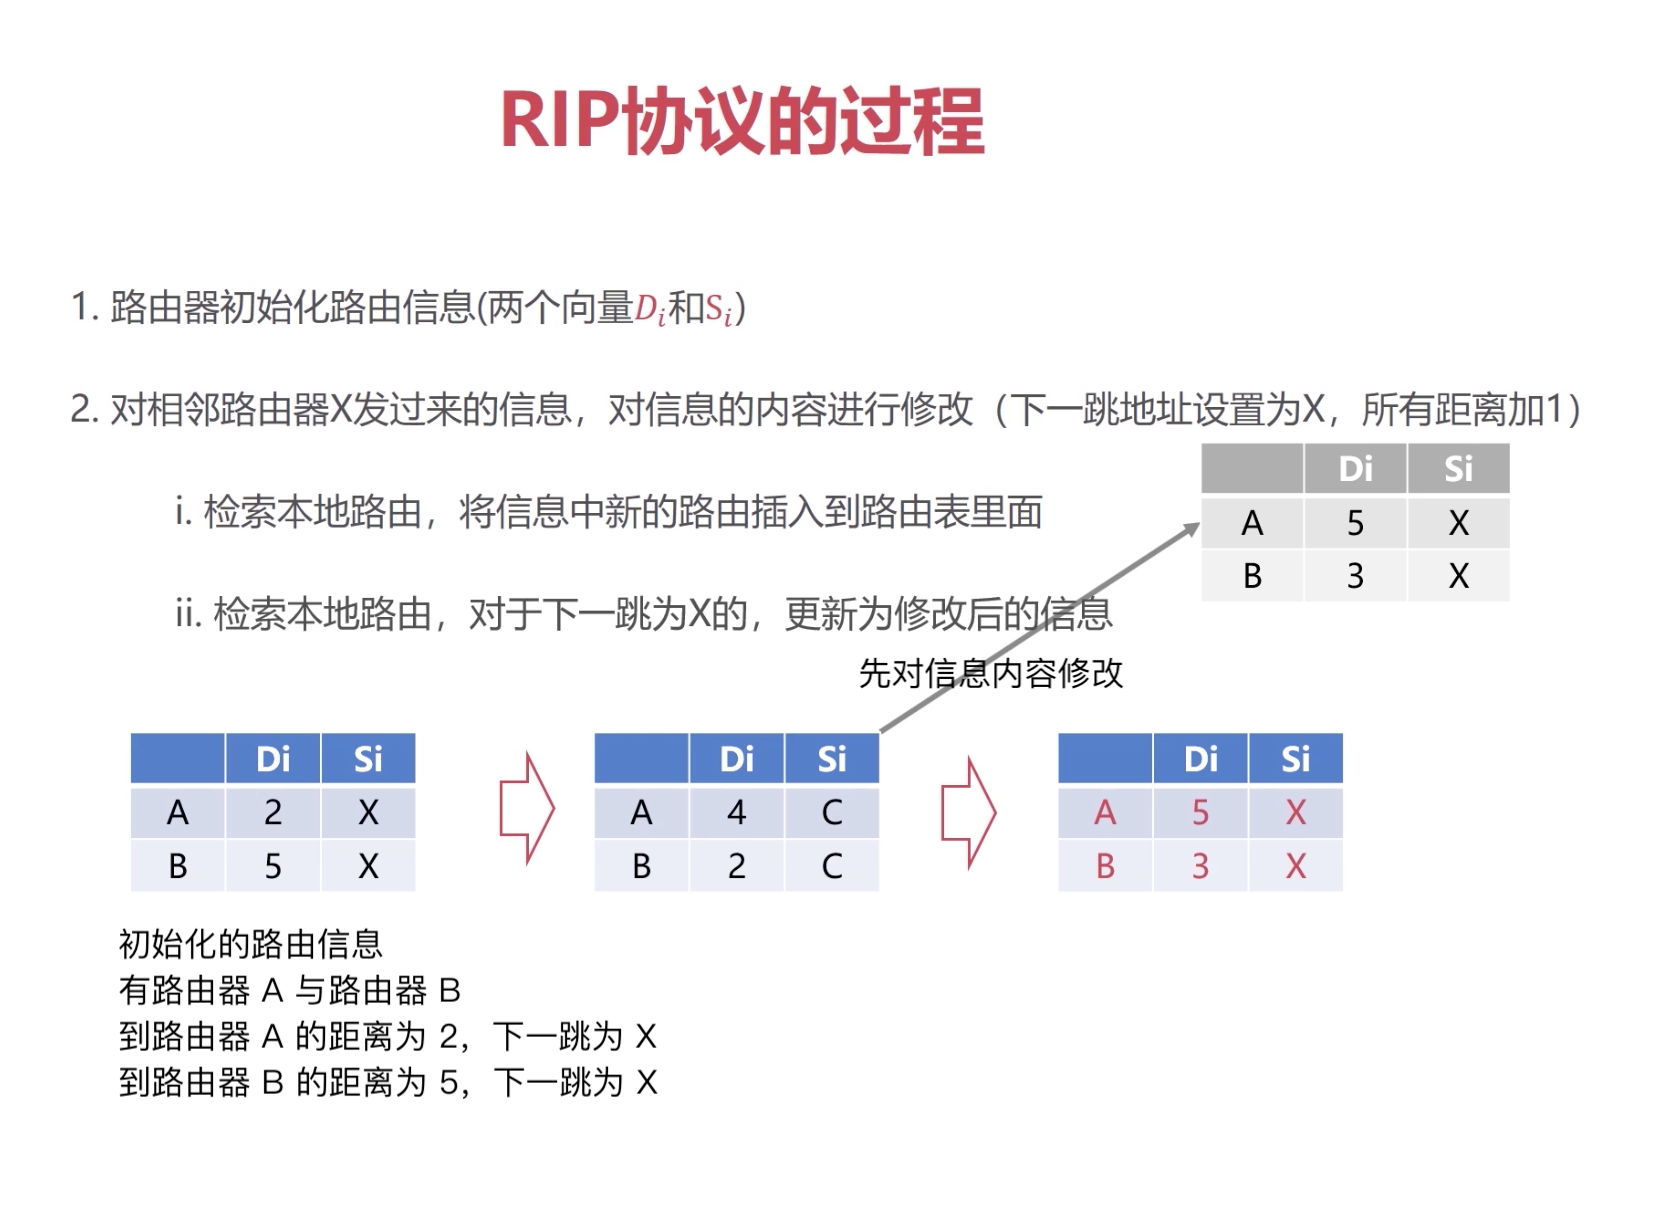 RIP协议的过程
1. 路由器初始化路由信息(两个向量Di和Si)
2. 对相邻路由器X发过来的信息，对信息的内容进行修改（下一跳地址设置为X，所有距离加1）
Di Si
A 5 X
B 3 X
i. 检索本地路由，将信息中新的路由插入到路由表里面
ii. 检索本地路由，对于下一跳为X的，更新为修改后的信息
先对信息内容修改
Di Si
A 2 X
B 5 X
Di Si
A 4 C
B 2 C
Di Si
A 5 X
B 3 X
初始化的路由信息
有路由器 A 与路由器 B
到路由器 A 的距离为 2，下一跳为 X
到路由器 B 的距离为 5，下一跳为 X